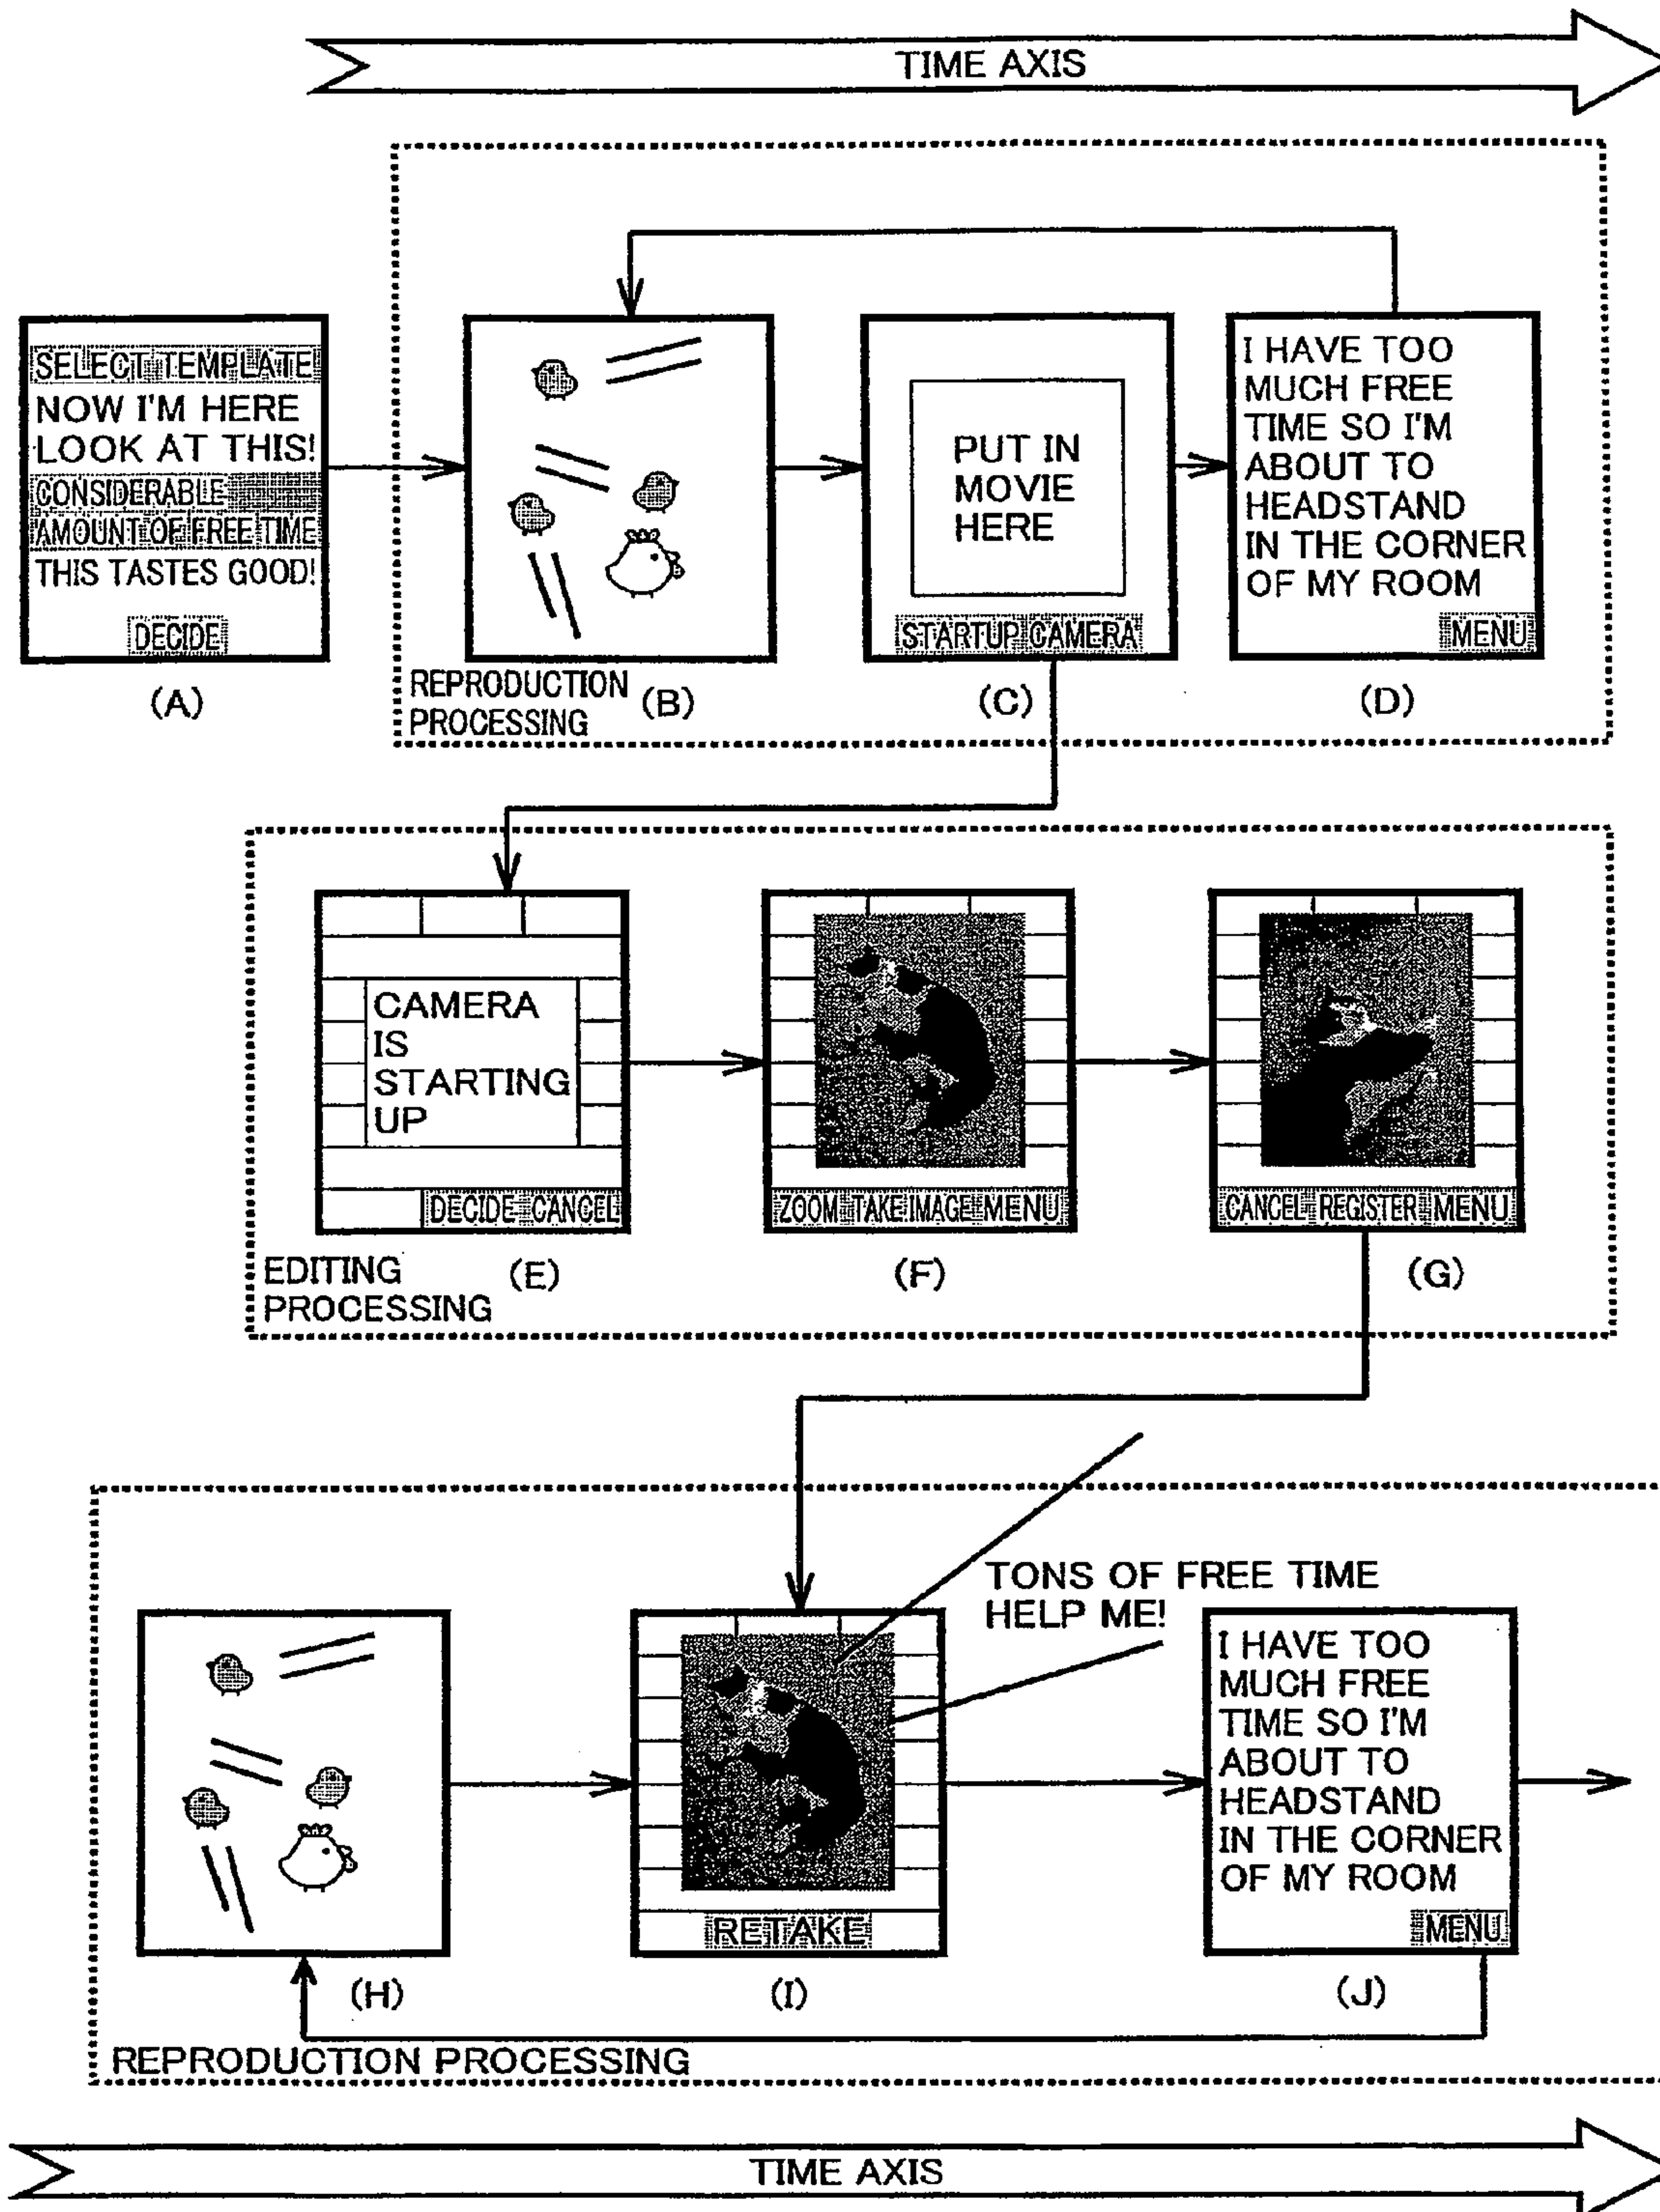 TIME AXIS
SELECT TEMPLATE
NOW I'M HERE
LOOK AT THIS!
CONSIDERABLE
AMOUNT OF FREE TIME
THIS TASTES GOOD!
DECIDE
(A)
REPRODUCTION
PROCESSING
(B)
PUT IN
MOVIE
HERE
STARTUP CAMERA
(C)
I HAVE TOO
MUCH FREE
TIME SO I'M
ABOUT TO
HEADSTAND
IN THE CORNER
OF MY ROOM
MENU
(D)
CAMERA
IS
STARTING
UP
DECIDE CANCEL
(E)
EDITING
PROCESSING
ZOOM TAKE IMAGE MENU
(F)
CANCEL REGISTER MENU
(G)
TONS OF FREE TIME
HELP ME!
(H)
RETAKE
(I)
I HAVE TOO
MUCH FREE
TIME SO I'M
ABOUT TO
HEADSTAND
IN THE CORNER
OF MY ROOM
MENU
(J)
REPRODUCTION PROCESSING
TIME AXIS